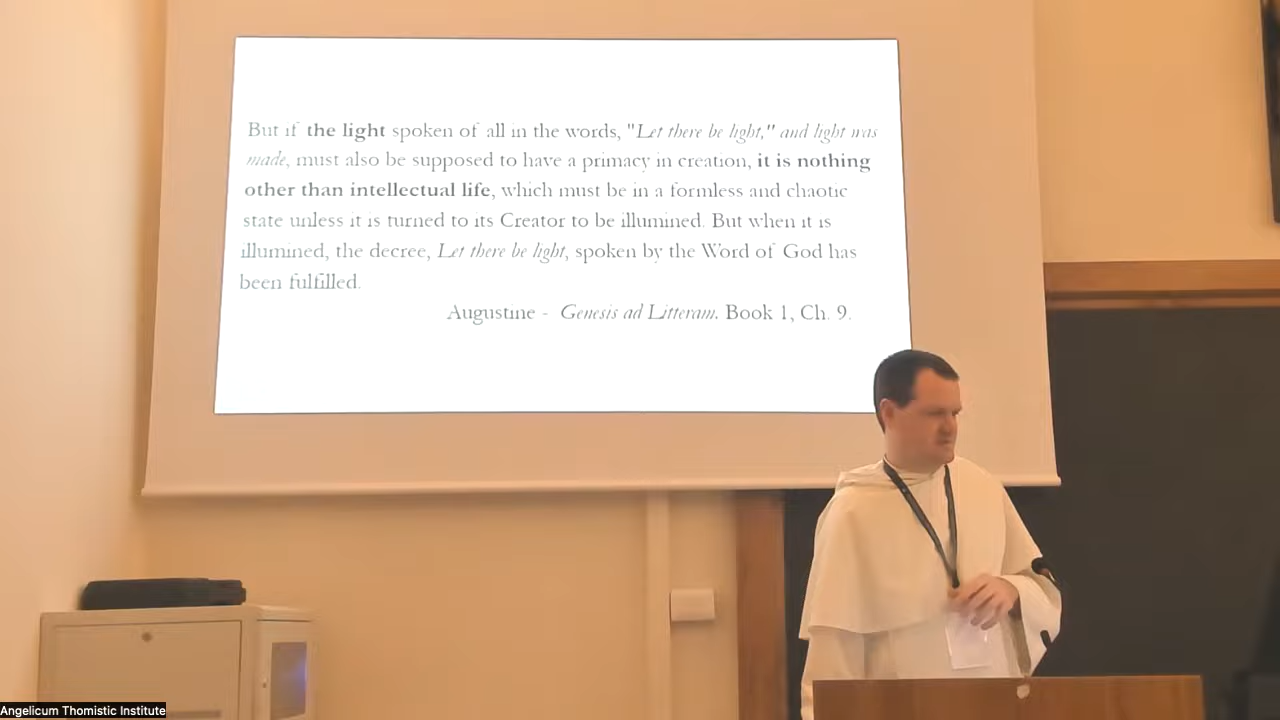 But if the light spoken of all in the words, "Let there be light," and light was
made, must also be supposed to have a primacy in creation, it is nothing
other than intellectual life, which must be in a formless and chaotic
state unless it is turned to its Creator to be illumined. But when it is
illumined, the decree, Let there be light, spoken by the Word of God has
been fulfilled.
Augustine - Genesis ad Litteram. Book 1, Ch. 9.
Angelicum Thomistic Institute